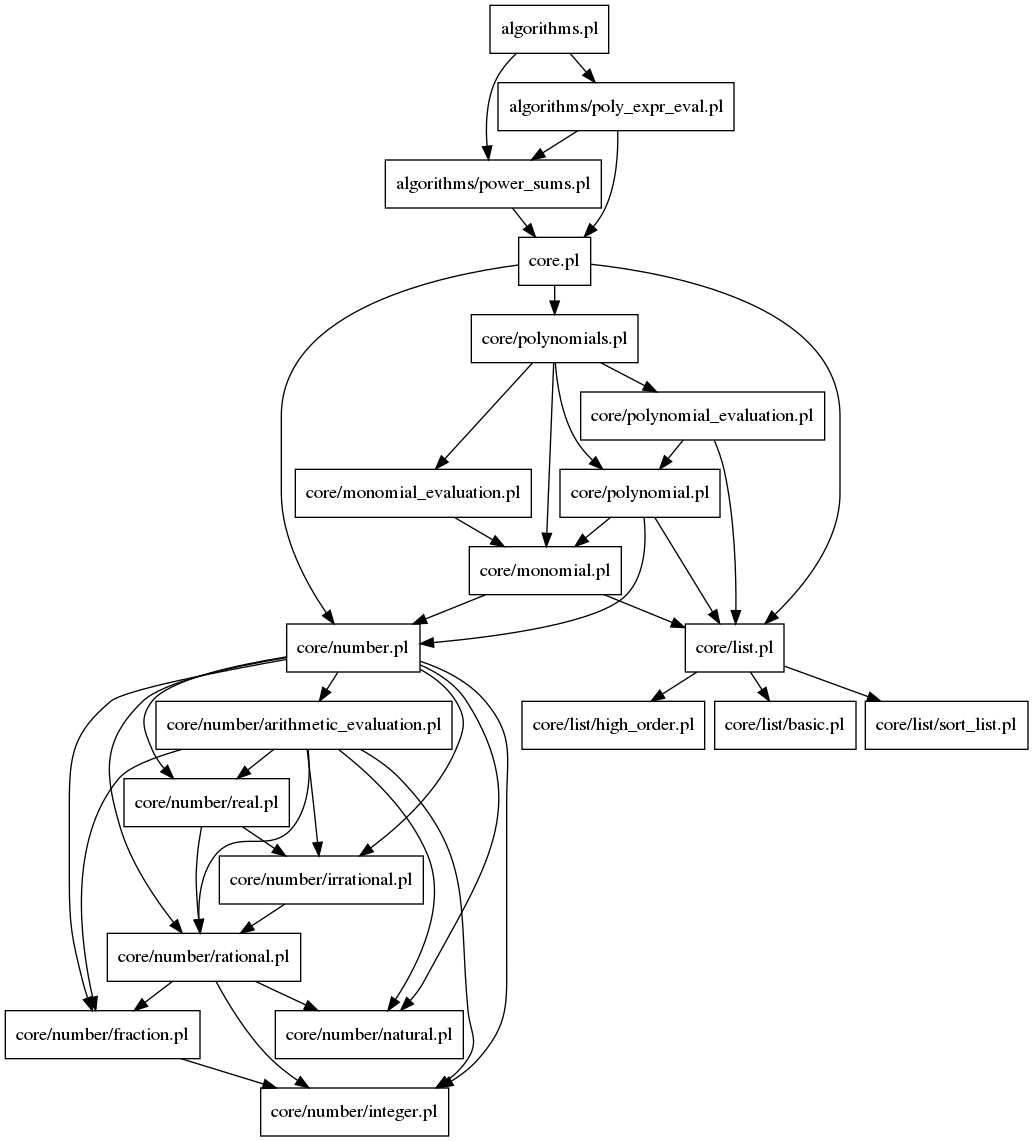 algorithms.pl
algorithms/poly_expr_eval.pl
algorithms/power_sums.pl
core.pl
core/polynomials.pl
core/polynomial_evaluation.pl
core/monomial_evaluation.pl
core/polynomial.pl
core/monomial.pl
core/number.pl
core/list.pl
core/number/arithmetic_evaluation.pl
core/list/high_order.pl
core/list/basic.pl
core/list/sort_list.pl
core/number/real.pl
core/number/irrational.pl
core/number/rational.pl
core/number/fraction.pl
core/number/natural.pl
core/number/integer.pl